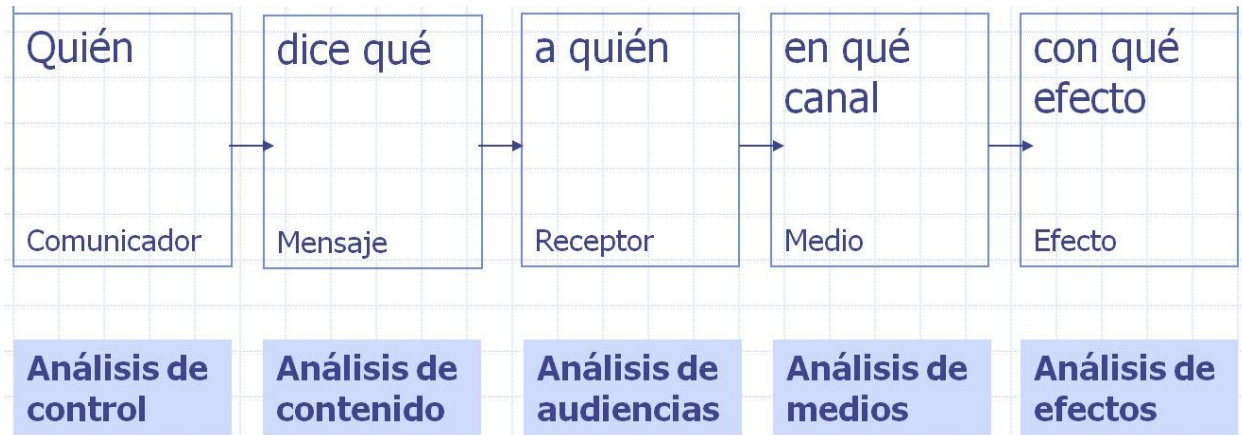 Quién
dice qué
a quién
en qué
canal
con qué
efecto
Comunicador
Mensaje
Receptor
Medio
Efecto
Análisis de
control
Análisis de
contenido
Análisis de
audiencias
Análisis de
medios
Análisis de
efectos